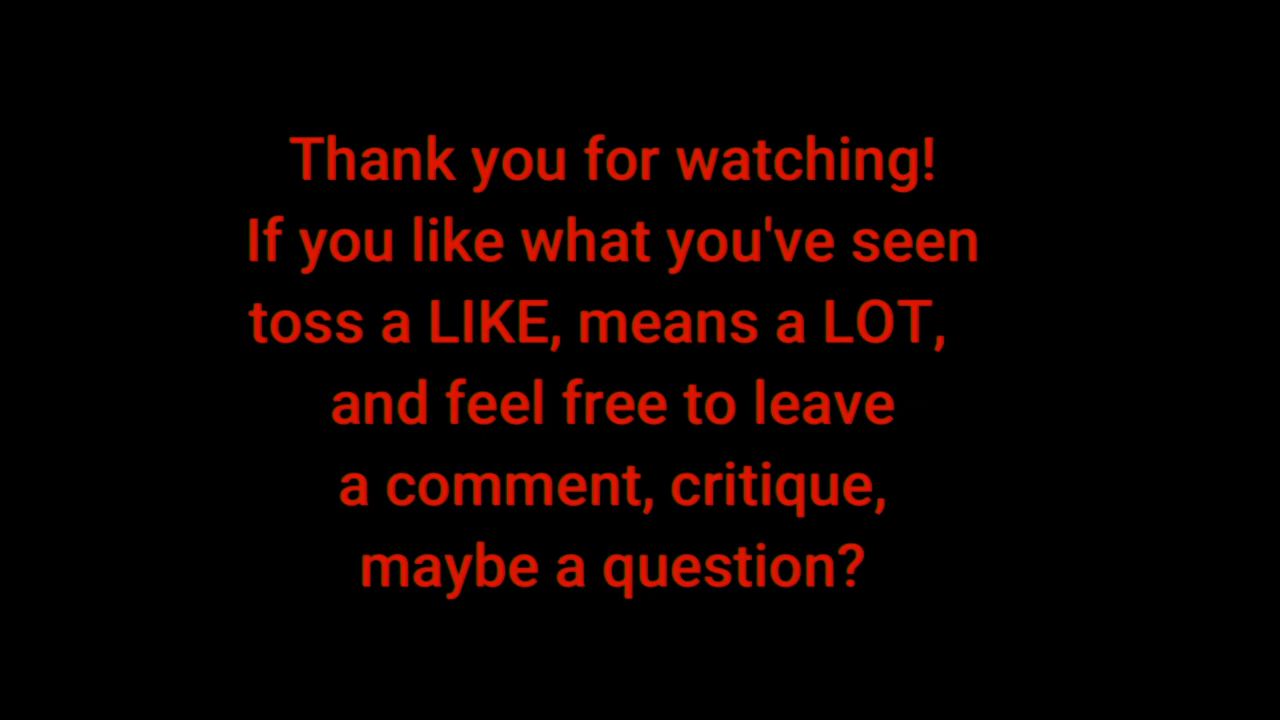 Thank you for watching!
If you like what you've seen
toss a LIKE, means a LOT,
and feel free to leave
a comment, critique,
maybe a question?